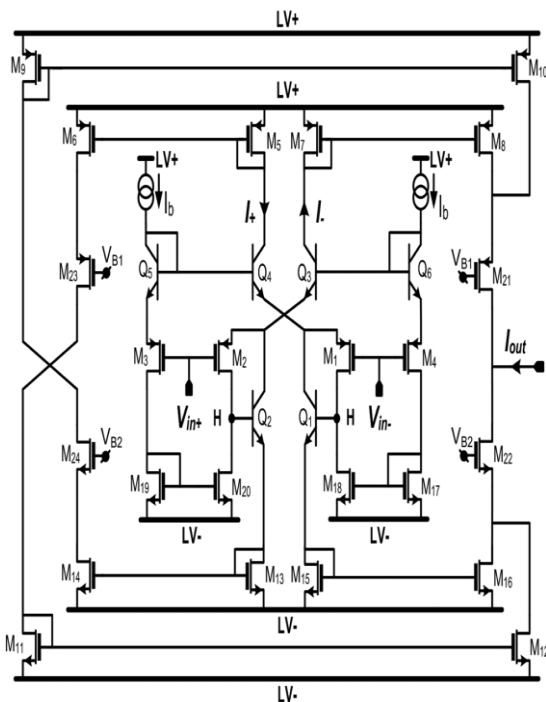 LV+
M9
M10
LV+
M6
M5
M7
M8
LV+
LV+
Ib
I+
I-
Ib
Q5
Q4
Q3
Q6
VB1
M23
VB1
M21
M3
M2
M1
M4
Iout
Vin+
Vin-
H
Q2
Q1
H
VB2
M24
VB2
M22
M19
M20
M18
M17
LV-
LV-
M14
M13
M15
M16
LV-
M11
M12
LV-